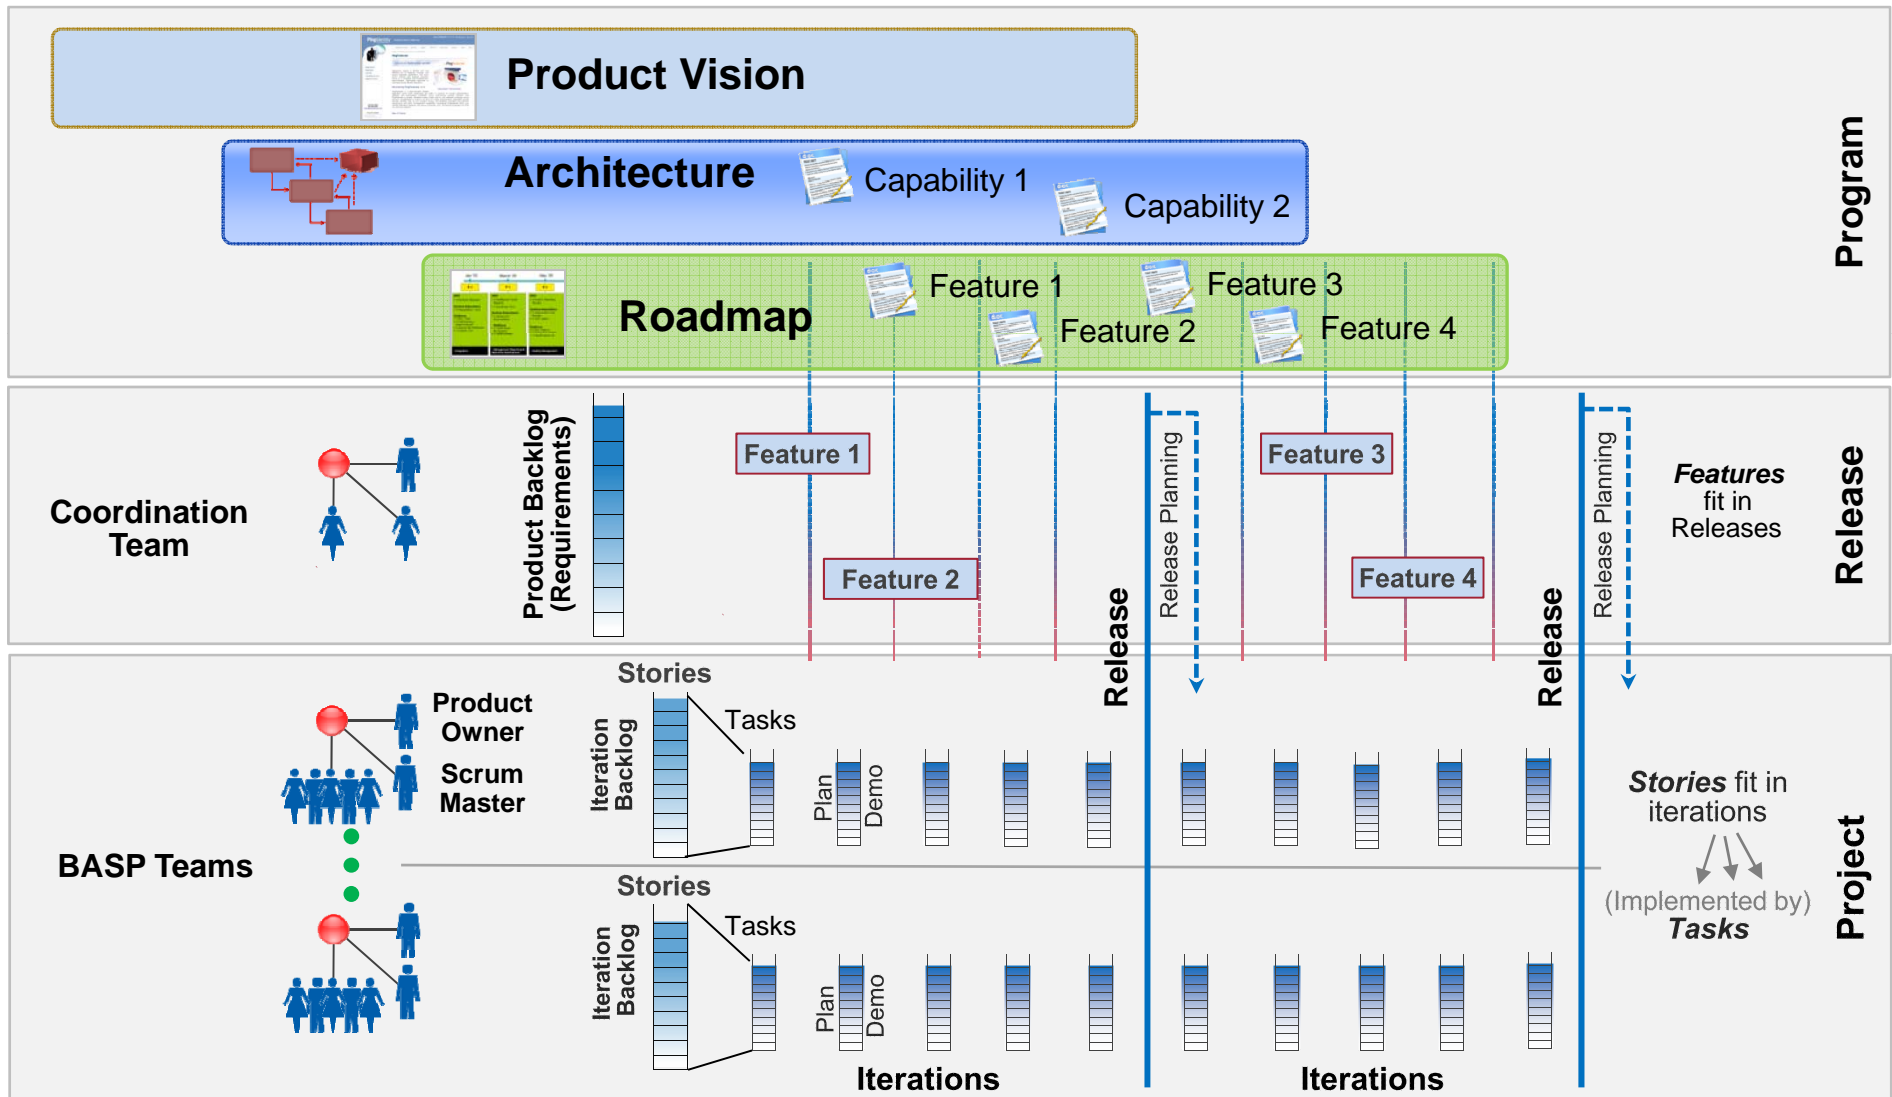 Product Vision
Architecture
Capability 1
Capability 2
Roadmap
Feature 1
Feature 2
Feature 3
Feature 4
Program
Coordination
Team
Product Backlog
(Requirements)
Feature 1
Feature 2
Release
Release Planning
Feature 3
Feature 4
Release
Release Planning
Features
fit in
Releases
Release
BASP Teams
Product
Owner
Scrum
Master
Stories
Iteration
Backlog
Tasks
Plan
Demo
Stories
Iteration
Backlog
Tasks
Plan
Demo
Iterations
Iterations
Stories fit in
iterations
(Implemented by)
Tasks
Project